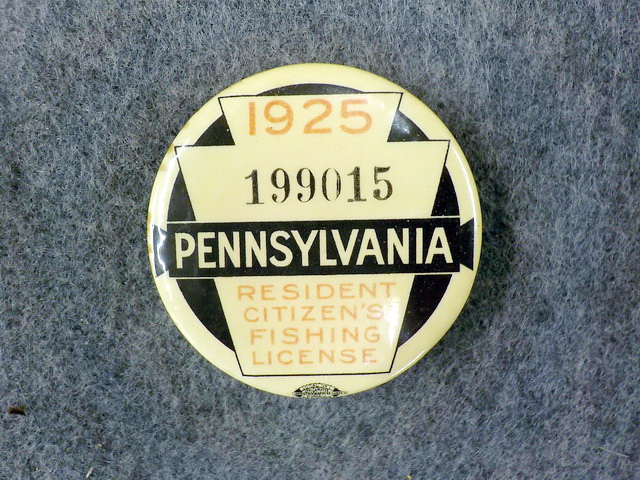 1925
199015
PENNSYLVANIA
RESIDENT
CITIZEN'S
FISHING
LICENSE